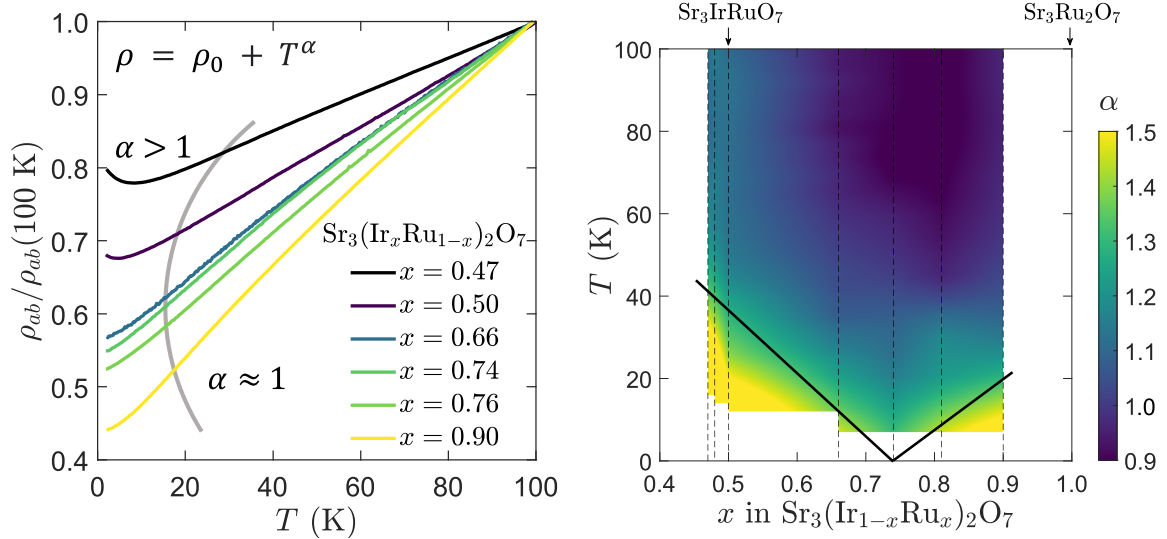 ρ = ρ₀ + T^α
α > 1
α ≈ 1
Sr₃(IrₓRu₁₋ₓ)₂O₇
x = 0.47
x = 0.50
x = 0.66
x = 0.74
x = 0.76
x = 0.90
ρ_ab/ρ_ab(100 K)
1.0
0.9
0.8
0.7
0.6
0.5
0.4
0 20 40 60 80 100
T (K)
Sr₃IrRuO₇ Sr₃Ru₂O₇
T (K)
100
80
60
40
20
0
0.4 0.5 0.6 0.7 0.8 0.9 1.0
x in Sr₃(Ir₁₋ₓRuₓ)₂O₇
α
1.5
1.4
1.3
1.2
1.1
1.0
0.9